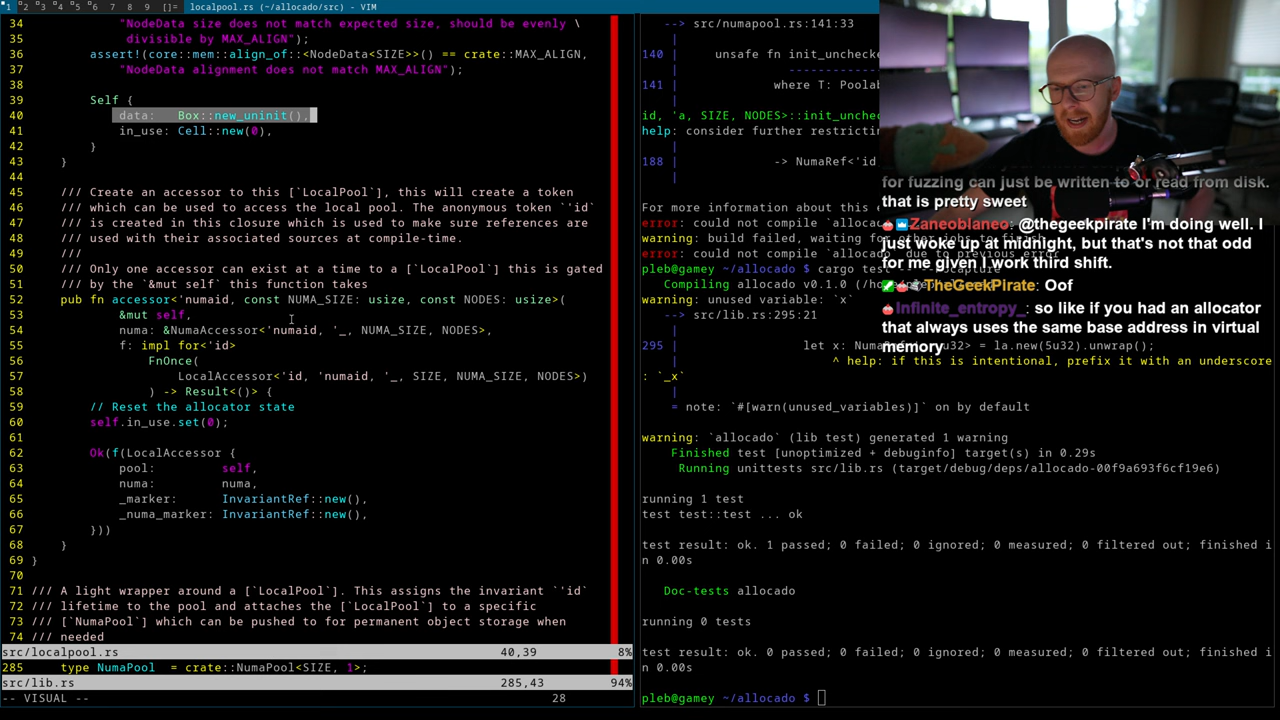 1 2 3 4 5 6 7 8 9 []= localpool.rs (~/allocado/src) - VIM
34 "NodeData size does not match expected size, should be evenly \
35 divisible by MAX_ALIGN");
36 assert!(core::mem::align_of::<NodeData<SIZE>>() == crate::MAX_ALIGN,
37 "NodeData alignment does not match MAX_ALIGN");
38
39 Self {
40 data: Box::new_uninit(),
41 in_use: Cell::new(0),
42 }
43 }
44
45 /// Create an accessor to this [`LocalPool`], this will create a token
46 /// which can be used to access the local pool. The anonymous token `'id`
47 /// is created in this closure which is used to make sure references are
48 /// used with their associated sources at compile-time.
49 ///
50 /// Only one accessor can exist at a time to a [`LocalPool`] this is gated
51 /// by the `&mut self` this function takes
52 pub fn accessor<'numaid, const NUMA_SIZE: usize, const NODES: usize>(
53 &mut self,
54 numa: &NumaAccessor<'numaid, '_, NUMA_SIZE, NODES>,
55 f: impl for<'id>
56 FnOnce(
57 LocalAccessor<'id, 'numaid, '_, SIZE, NUMA_SIZE, NODES>)
58 ) -> Result<()> {
59 // Reset the allocator state
60 self.in_use.set(0);
61
62 Ok(f(LocalAccessor {
63 pool: self,
64 numa: numa,
65 _marker: InvariantRef::new(),
66 _numa_marker: InvariantRef::new(),
67 }))
68 }
69 }
70
71 /// A light wrapper around a [`LocalPool`]. This assigns the invariant `'id`
72 /// lifetime to the pool and attaches the [`LocalPool`] to a specific
73 /// [`NumaPool`] which can be pushed to for permanent object storage when
74 /// needed
src/localpool.rs 40,39 8%
285 type NumaPool = crate::NumaPool<SIZE, 1>;
src/lib.rs 285,43 94%
-- VISUAL -- 28
--> src/numapool.rs:141:33
|
140 | unsafe fn init_unchecke
| -----------
141 | where T: Poolab
id, 'a, SIZE, NODES>::init_unchec
help: consider further restricting
|
188 | -> NumaRef<'id
|
For more information about this e
error: could not compile `allocad
warning: build failed, waiting for other jobs to finish...
error: could not compile `allocado` due to previous error
pleb@gamey ~/allocado $ cargo test -- --nocapture
Compiling allocado v0.1.0
warning: unused variable: `x`
--> src/lib.rs:295:21
|
295 | let x: NumaRef<u32> = la.new(5u32).unwrap();
| ^ help: if this is intentional, prefix it with an underscore
: `_x`
|
= note: `#[warn(unused_variables)]` on by default
warning: `allocado` (lib test) generated 1 warning
Finished test [unoptimized + debuginfo] target(s) in 0.29s
Running unittests src/lib.rs (target/debug/deps/allocado-00f9a693f6cf19e6)
running 1 test
test test::test ... ok
test result: ok. 1 passed; 0 failed; 0 ignored; 0 measured; 0 filtered out; finished i
n 0.00s
Doc-tests allocado
running 0 tests
test result: ok. 0 passed; 0 failed; 0 ignored; 0 measured; 0 filtered out; finished i
n 0.00s
pleb@gamey ~/allocado $
for fuzzing can just be written to or read from disk.
that is pretty sweet
Zaneoblaneo: @thegeekpirate I'm doing well. I
just woke up at midnight, but that's not that odd
for me given I work third shift.
TheGeekPirate: Oof
Infinite_entropy_: so like if you had an allocator
that always uses the same base address in virtual
memory